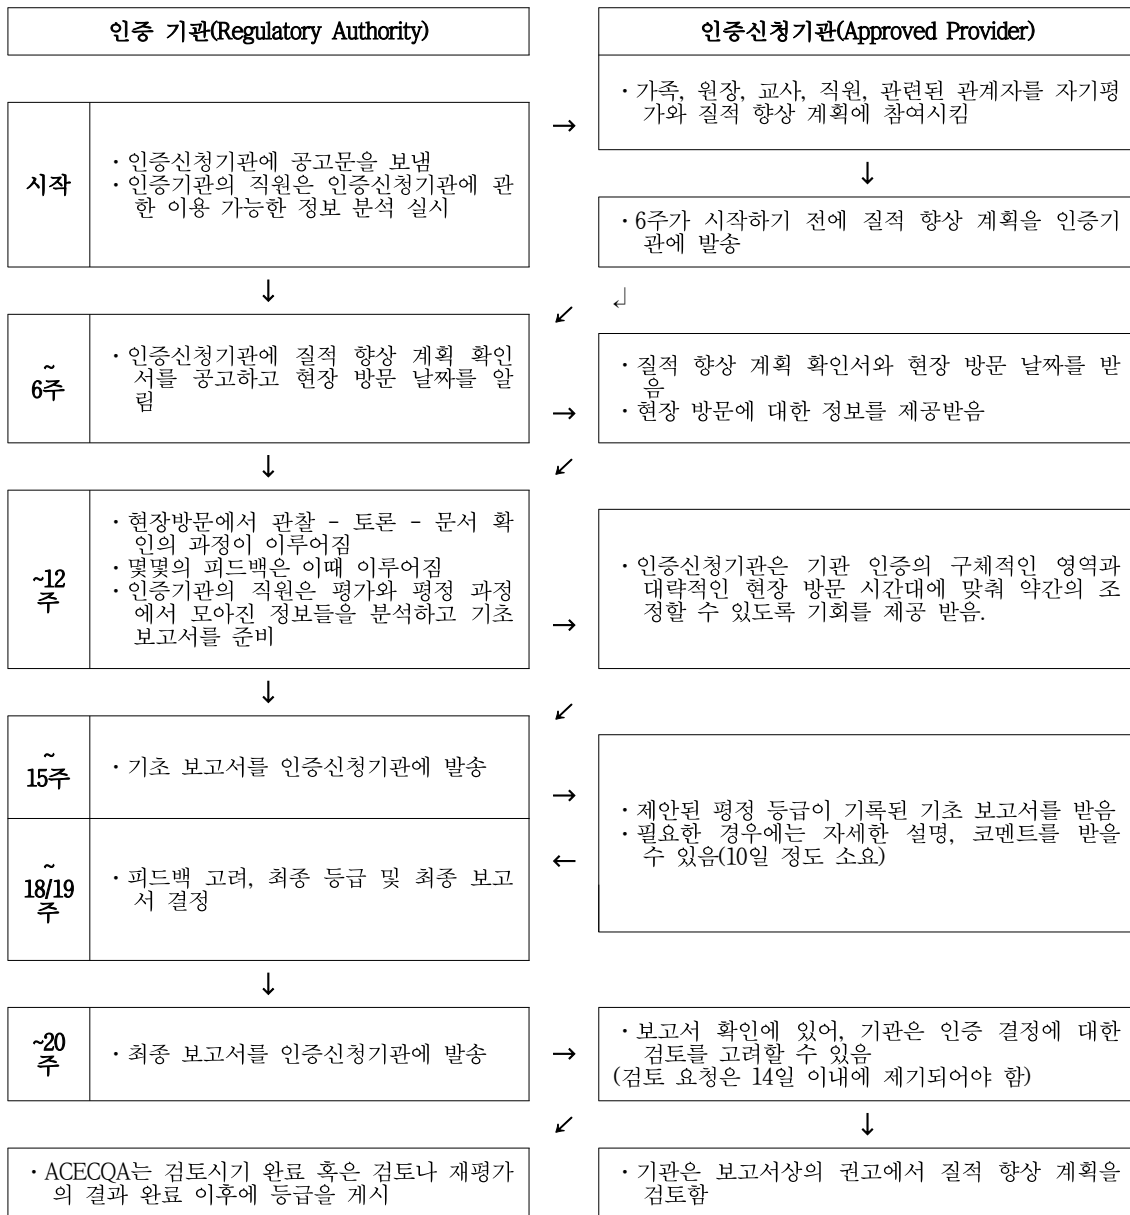 인증 기관(Regulatory Authority)
인증신청기관(Approved Provider)
시작
· 인증신청기관에 공고문을 보냄
· 인증기관의 직원은 인증신청기관에 관
한 이용 가능한 정보 분석 실시
→
· 가족, 원장, 교사, 직원, 관련된 관계자를 자기평
가와 질적 향상 계획에 참여시킴
↓
· 6주가 시작하기 전에 질적 향상 계획을 인증기
관에 발송
↓
↲
↙
~
6주
· 인증신청기관에 질적 향상 계획 확인
서를 공고하고 현장 방문 날짜를 알
림
→
· 질적 향상 계획 확인서와 현장 방문 날짜를 받
음
· 현장 방문에 대한 정보를 제공받음
↓
↙
~12
주
· 현장방문에서 관찰 - 토론 - 문서 확
인의 과정이 이루어짐
· 몇몇의 피드백은 이때 이루어짐
· 인증기관의 직원은 평가와 평정 과정
에서 모아진 정보들을 분석하고 기초
보고서를 준비
→
· 인증신청기관은 기관 인증의 구체적인 영역과
대략적인 현장 방문 시간대에 맞춰 약간의 조
정할 수 있도록 기회를 제공 받음.
↓
↙
~
15주
· 기초 보고서를 인증신청기관에 발송
→
· 제안된 평정 등급이 기록된 기초 보고서를 받음
· 필요한 경우에는 자세한 설명, 코멘트를 받을
수 있음(10일 정도 소요)
←
~
18/19
주
· 피드백 고려, 최종 등급 및 최종 보고
서 결정
↓
~20
주
· 최종 보고서를 인증신청기관에 발송
→
· 보고서 확인에 있어, 기관은 인증 결정에 대한
검토를 고려할 수 있음
(검토 요청은 14일 이내에 제기되어야 함)
↙
↓
· ACECQA는 검토시기 완료 혹은 검토나 재평가
의 결과 완료 이후에 등급을 게시
· 기관은 보고서상의 권고에서 질적 향상 계획을
검토함